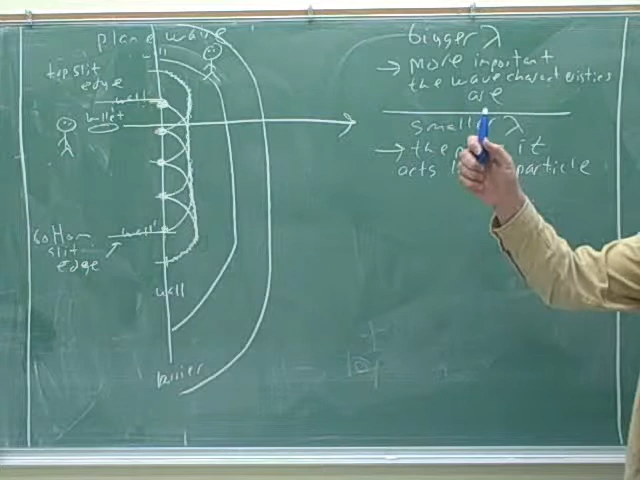 plane wave
top slit
edge
wall
bullet
wall
bottom
slit
edge
wall
barrier
bigger λ
→ more important
the wave characteristics
are
smaller λ
→ the it
acts particle